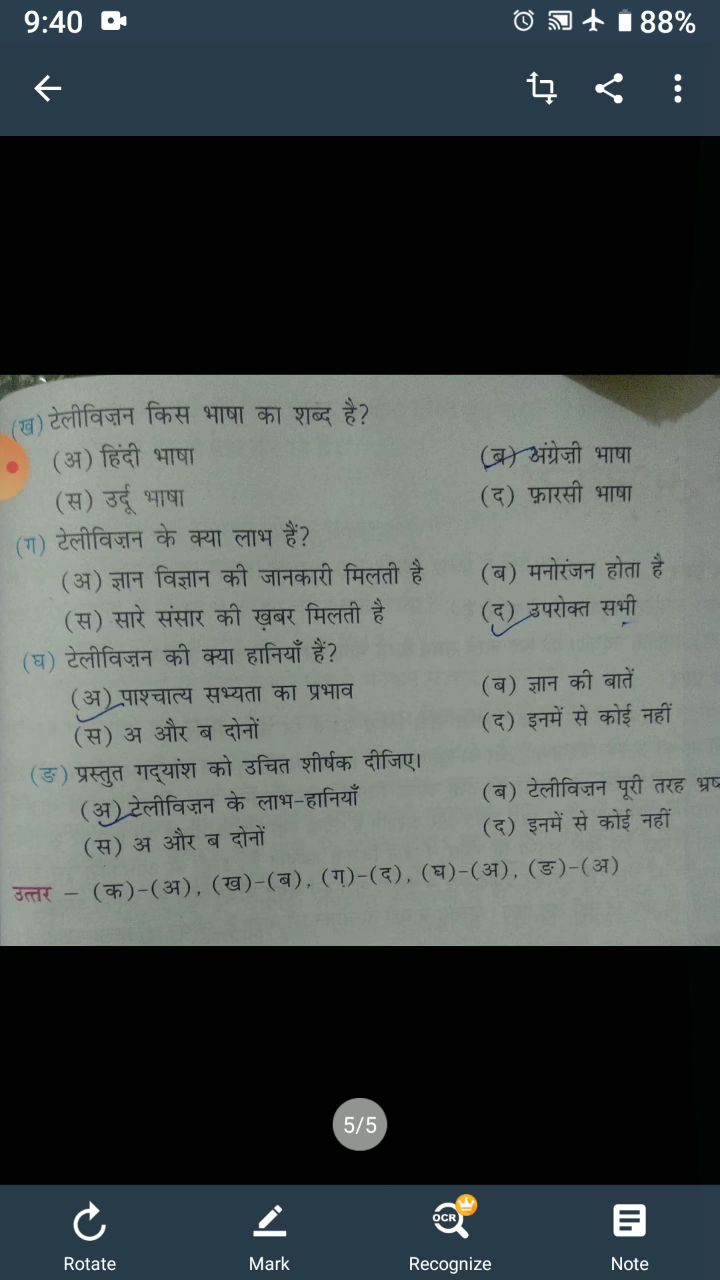 9:40 88%
(ख) टेलीविज़न किस भाषा का शब्द है?
(अ) हिंदी भाषा (ब) अंग्रेज़ी भाषा
(स) उर्दू भाषा (द) फ़ारसी भाषा
(ग) टेलीविज़न के क्या लाभ हैं?
(अ) ज्ञान विज्ञान की जानकारी मिलती है (ब) मनोरंजन होता है
(स) सारे संसार की ख़बर मिलती है (द) उपरोक्त सभी
(घ) टेलीविज़न की क्या हानियाँ हैं?
(अ) पाश्चात्य सभ्यता का प्रभाव (ब) ज्ञान की बातें
(स) अ और ब दोनों (द) इनमें से कोई नहीं
(ङ) प्रस्तुत गद्यांश को उचित शीर्षक दीजिए।
(अ) टेलीविज़न के लाभ-हानियाँ (ब) टेलीविज़न पूरी तरह
(स) अ और ब दोनों (द) इनमें से कोई नहीं
उत्तर – (क)-(अ), (ख)-(ब), (ग)-(द), (घ)-(अ), (ङ)-(अ)
5/5
OCR
Rotate Mark Recognize Note